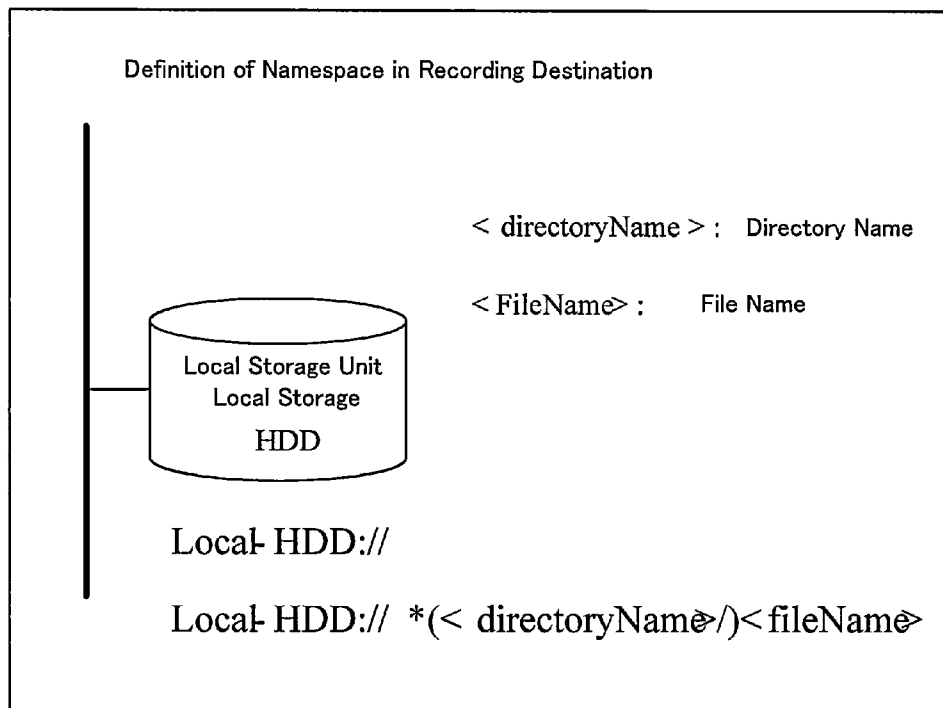 Definition of Namespace in Recording Destination
< directoryName > : Directory Name
< FileName> : File Name
Local Storage Unit
Local Storage
HDD
Local- HDD://
Local- HDD:// *(< directoryName>/)<fileName>